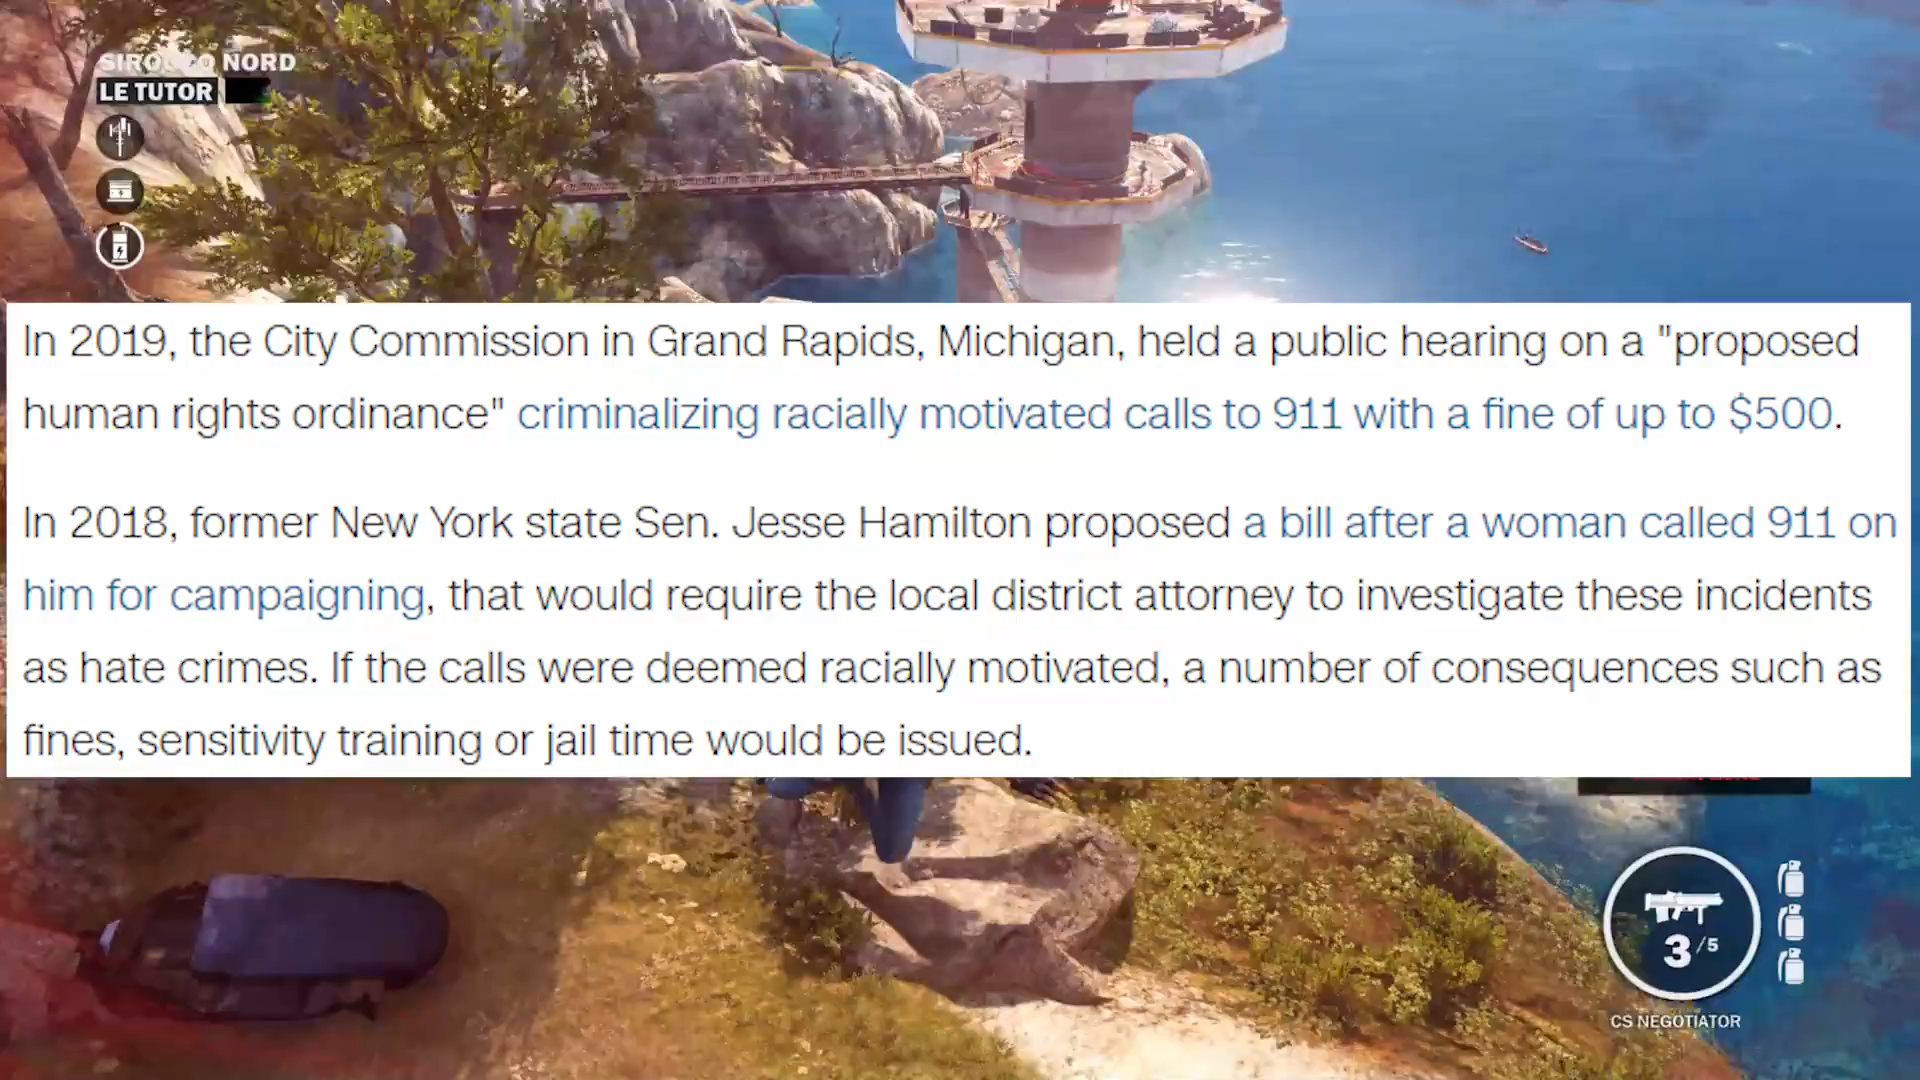 SIROCCO NORD
LE TUTOR
In 2019, the City Commission in Grand Rapids, Michigan, held a public hearing on a "proposed
human rights ordinance" criminalizing racially motivated calls to 911 with a fine of up to $500.
In 2018, former New York state Sen. Jesse Hamilton proposed a bill after a woman called 911 on
him for campaigning, that would require the local district attorney to investigate these incidents
as hate crimes. If the calls were deemed racially motivated, a number of consequences such as
fines, sensitivity training or jail time would be issued.
3/5
CS NEGOTIATOR